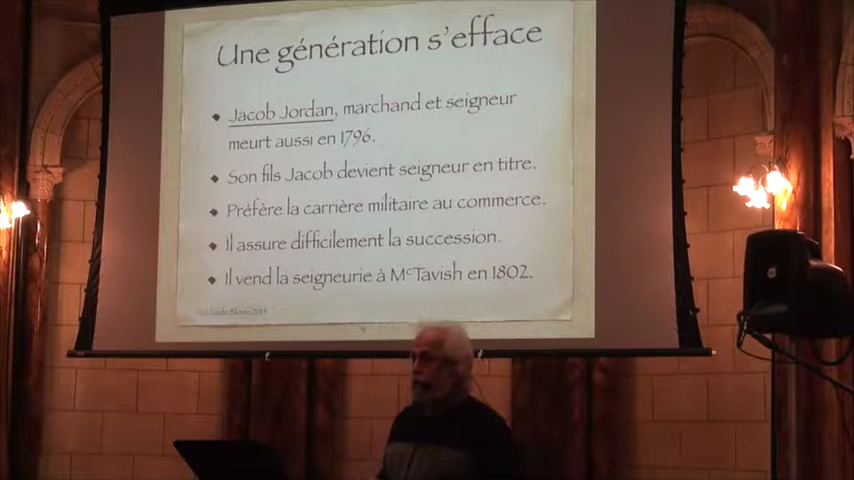 Une génération s'efface
Jacob Jordan, marchand et seigneur
meurt aussi en 1796.
Son fils Jacob devient seigneur en titre.
Préfère la carrière militaire au commerce.
Il assure difficilement la succession.
Il vend la seigneurie à McTavish en 1802.